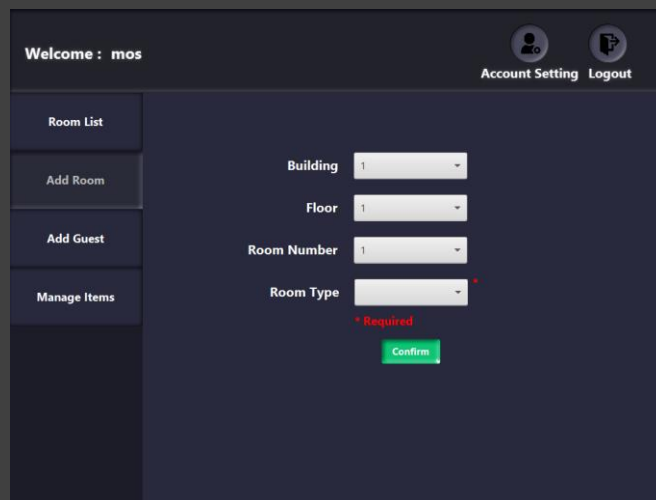 Welcome :  mos
Account Setting
Logout
Room List
Add Room
Add Guest
Manage Items
Building 1
Floor 1
Room Number 1
Room Type *
* Required
Confirm